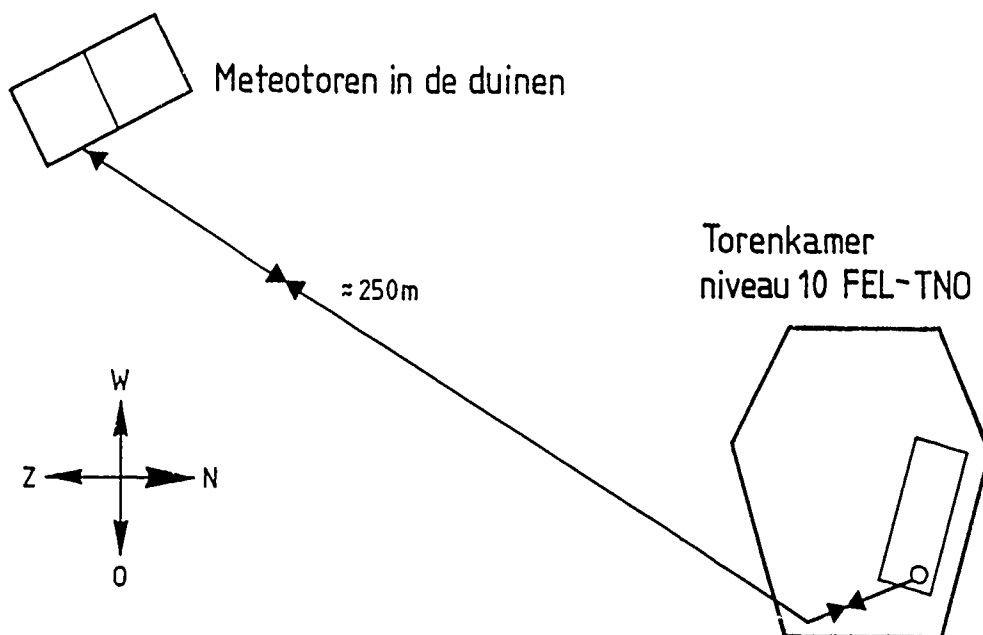 Meteotoren in de duinen
Torenkamer
niveau 10 FEL-TNO
≈250m
W
Z N
O